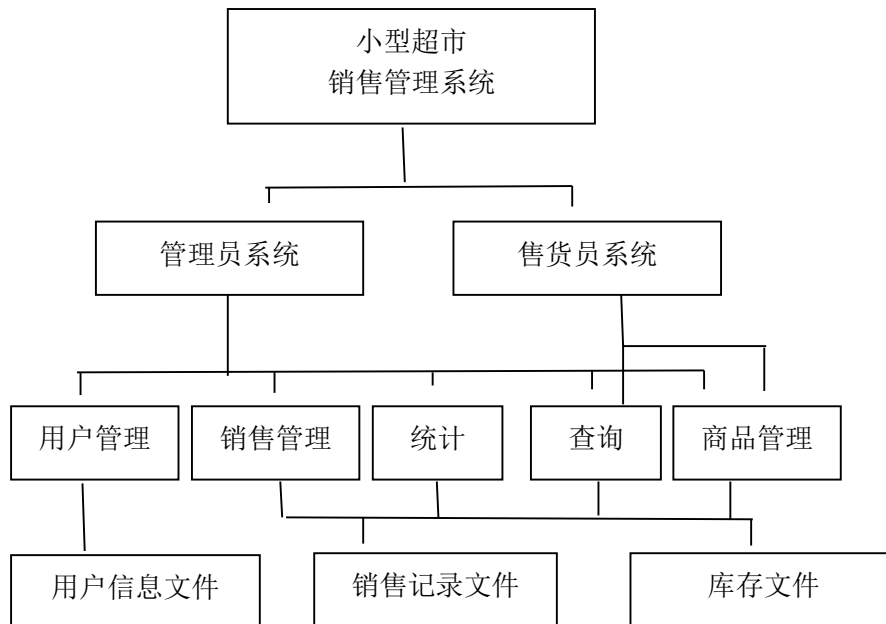 小型超市
销售管理系统
管理员系统
售货员系统
用户管理
销售管理
统计
查询
商品管理
用户信息文件
销售记录文件
库存文件